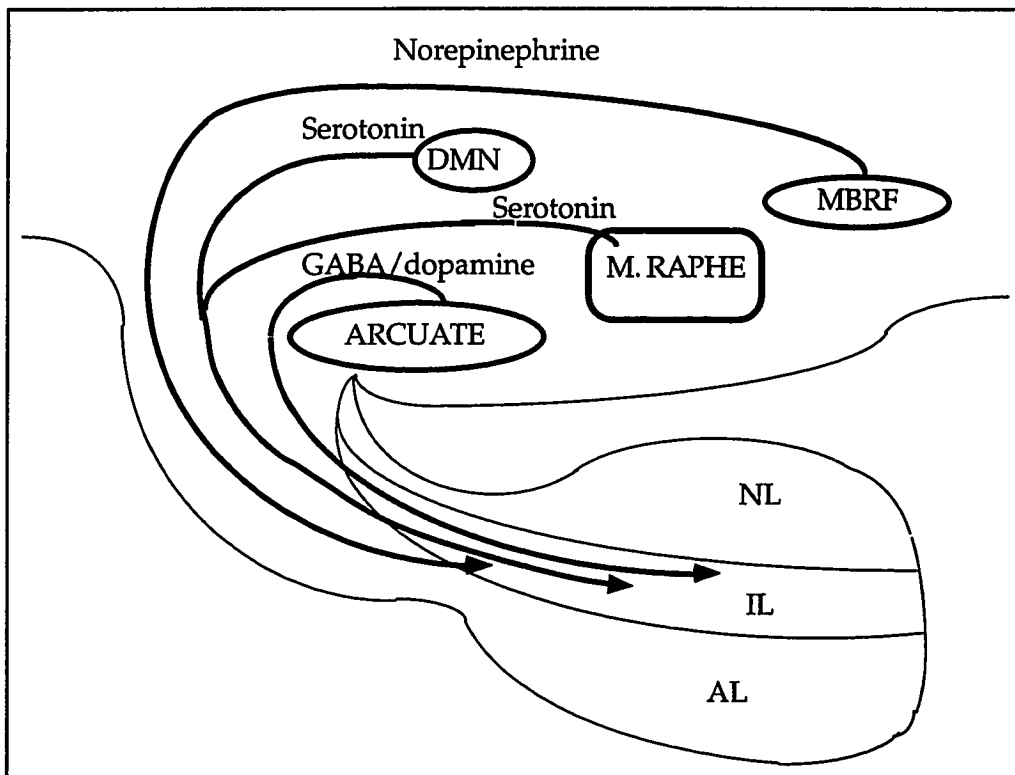 Norepinephrine
Serotonin
DMN
MBRF
Serotonin
M. RAPHE
GABA/dopamine
ARCUATE
NL
IL
AL